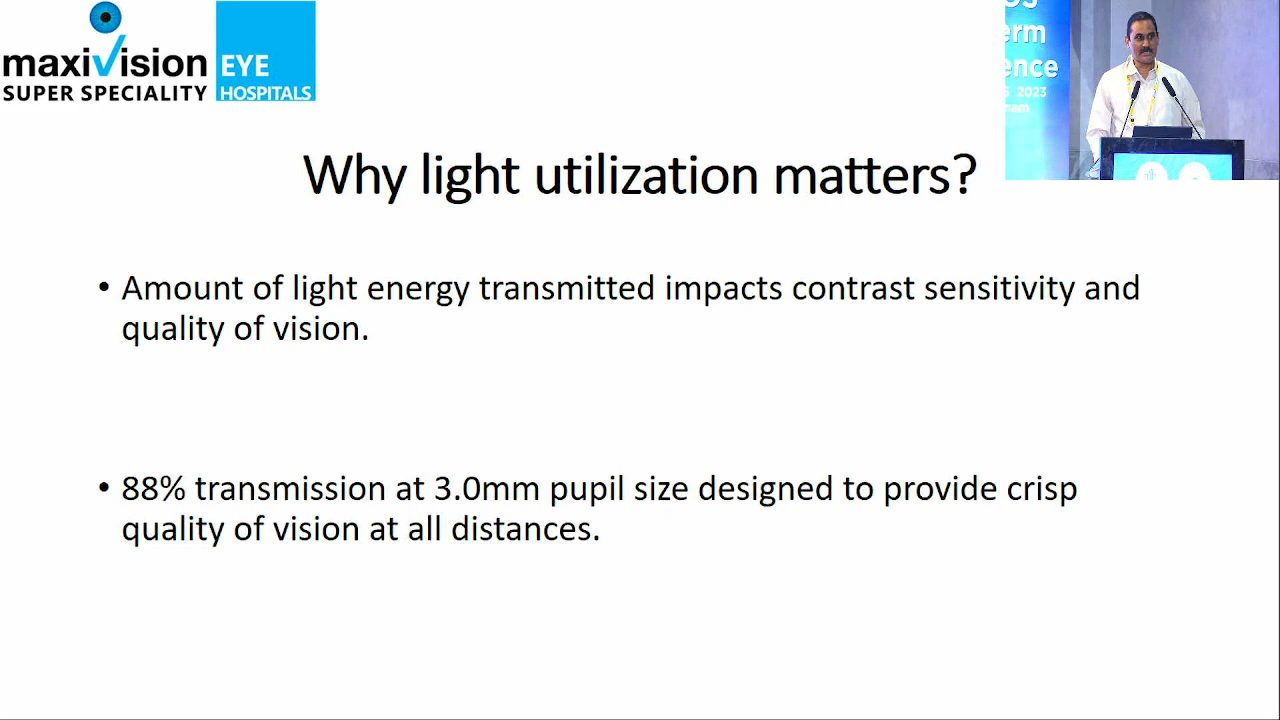 maxivision EYE
SUPER SPECIALITY HOSPITALS
2023
Why light utilization matters?
• Amount of light energy transmitted impacts contrast sensitivity and
quality of vision.
• 88% transmission at 3.0mm pupil size designed to provide crisp
quality of vision at all distances.